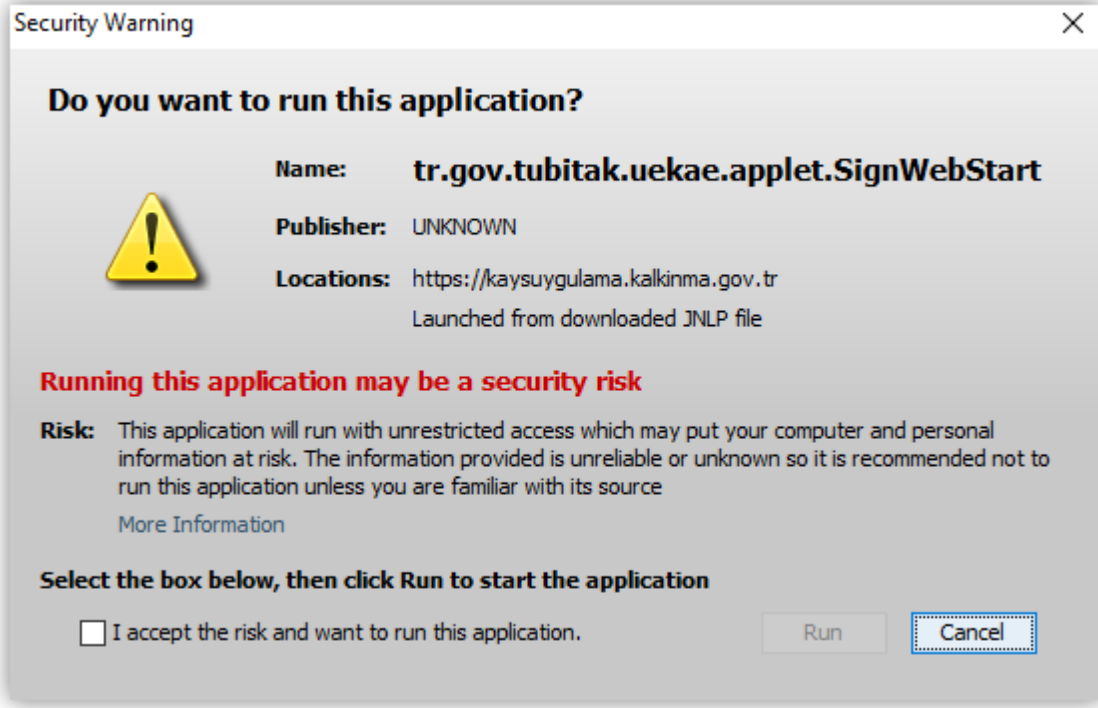 Security Warning
Do you want to run this application?
Name: tr.gov.tubitak.uekae.applet.SignWebStart
Publisher: UNKNOWN
Locations: https://kaysuygulama.kalkinma.gov.tr
Launched from downloaded JNLP file
Running this application may be a security risk
Risk: This application will run with unrestricted access which may put your computer and personal
information at risk. The information provided is unreliable or unknown so it is recommended not to
run this application unless you are familiar with its source
More Information
Select the box below, then click Run to start the application
I accept the risk and want to run this application. Run Cancel